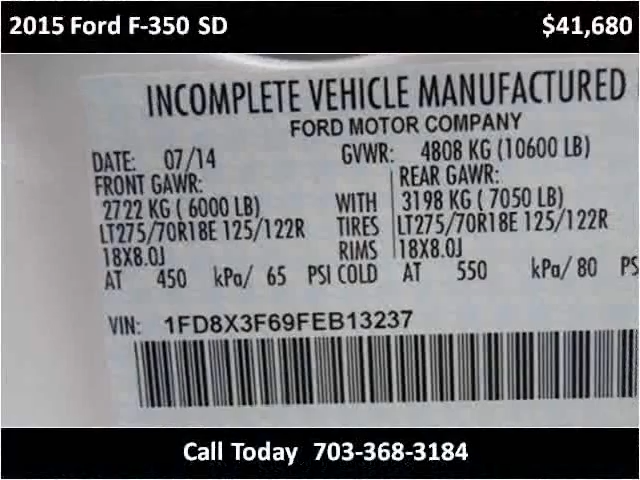 2015 Ford F-350 SD $41,680
INCOMPLETE VEHICLE MANUFACTURED
FORD MOTOR COMPANY
DATE: 07/14 GVWR: 4808 KG (10600 LB)
FRONT GAWR: REAR GAWR:
2722 KG ( 6000 LB) WITH 3198 KG ( 7050 LB)
LT275/70R18E 125/122R TIRES LT275/70R18E 125/122R
18X8.0J RIMS 18X8.0J
AT 450 kPa/ 65 PSI COLD AT 550 kPa/ 80 PS
VIN: 1FD8X3F69FEB13237
Call Today 703-368-3184